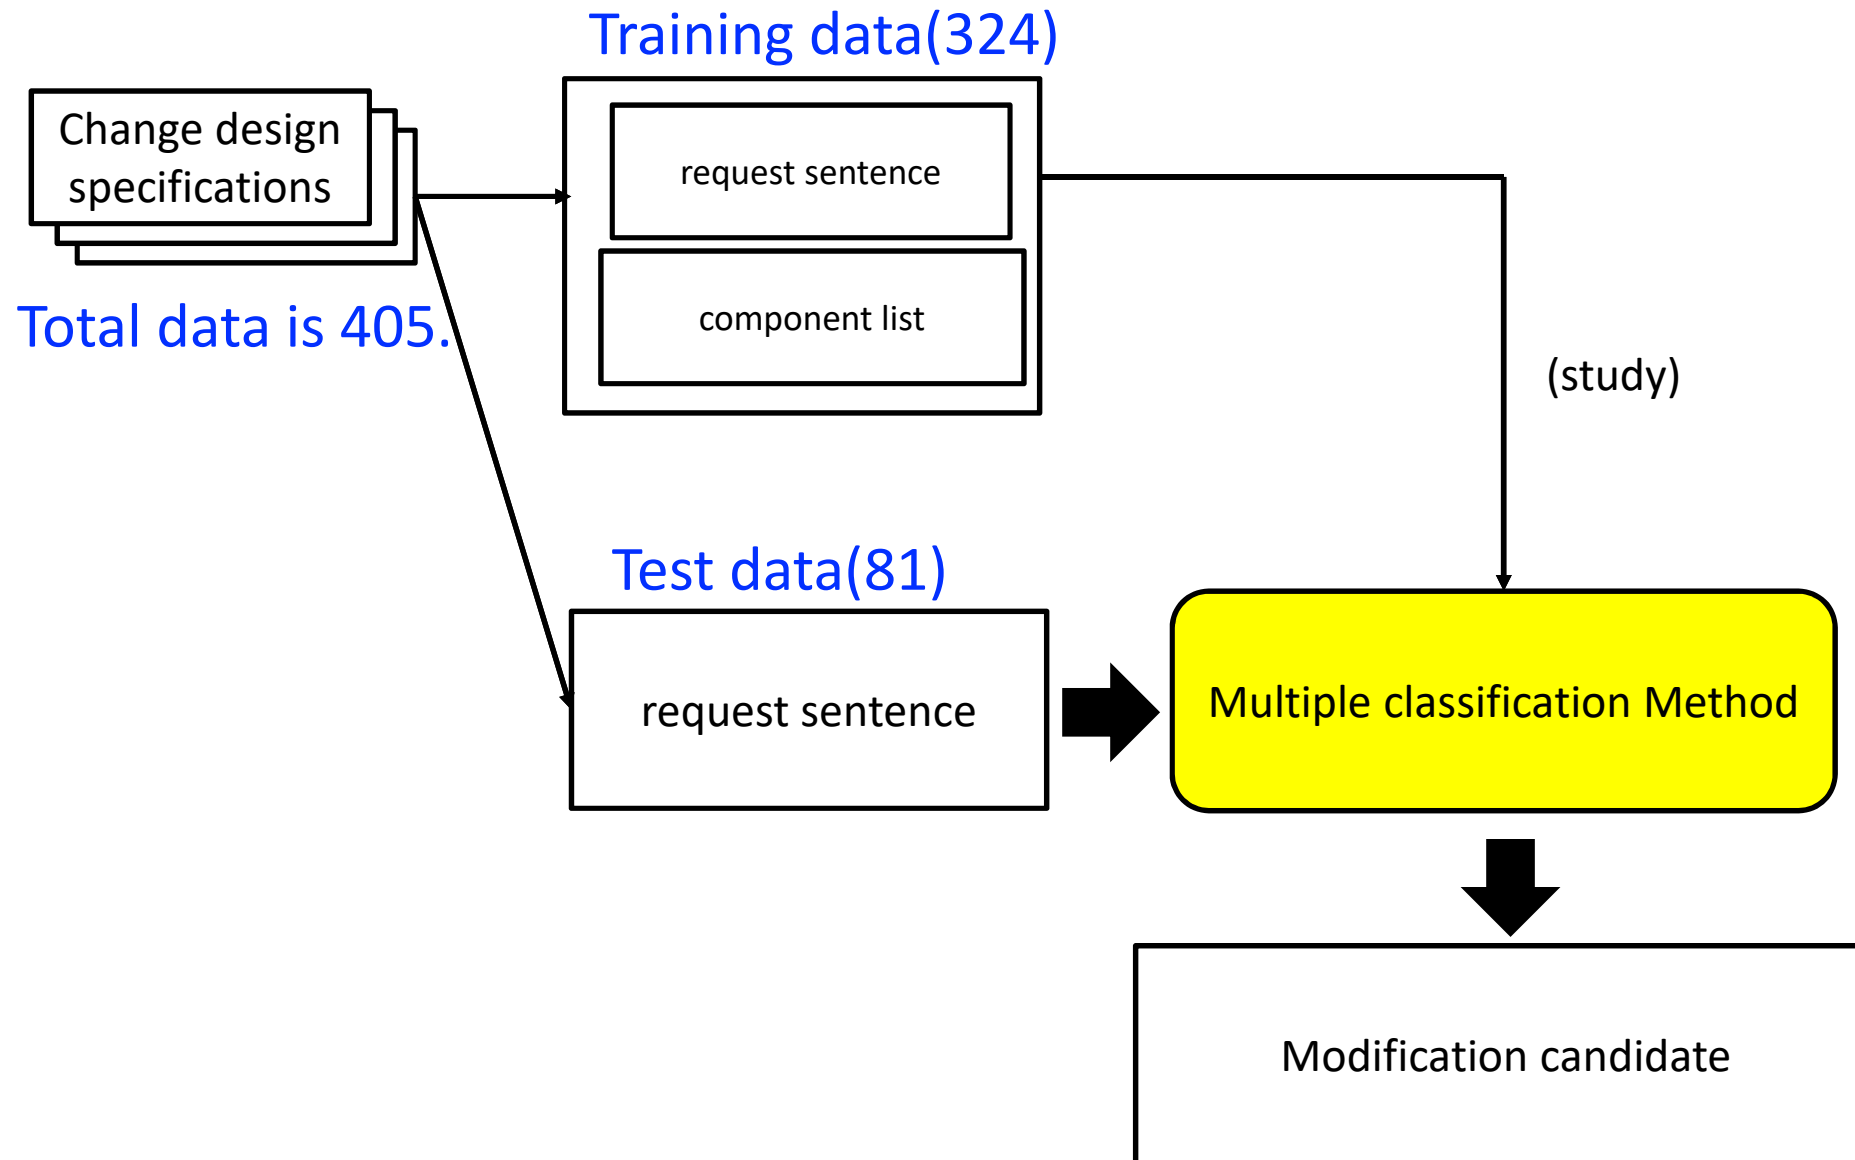 Training data(324)
Change design
specifications
request sentence
component list
Total data is 405.
(study)
Test data(81)
request sentence
Multiple classification Method
Modification candidate